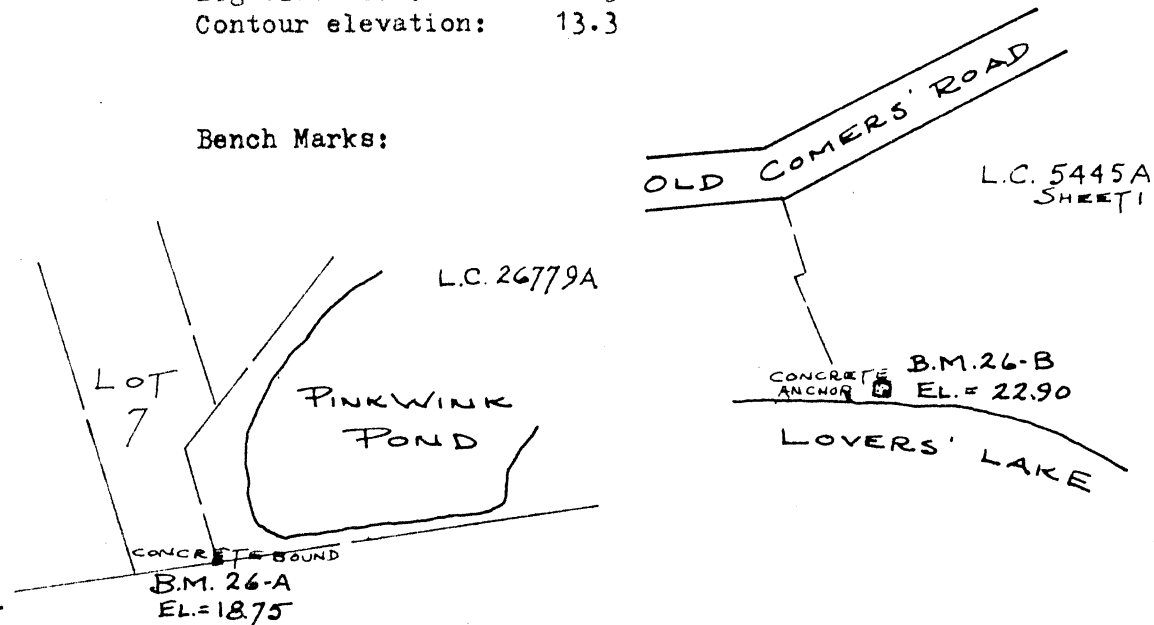 Contour elevation: 13.3
Bench Marks:
OLD COMERS' ROAD
L.C. 5445A
SHEET 1
L.C. 26779A
LOT
7
PINKWINK
POND
CONCRETE
ANCHOR
B.M. 26-B
EL. = 22.90
LOVERS' LAKE
CONCRETE BOUND
B.M. 26-A
EL. = 18.75